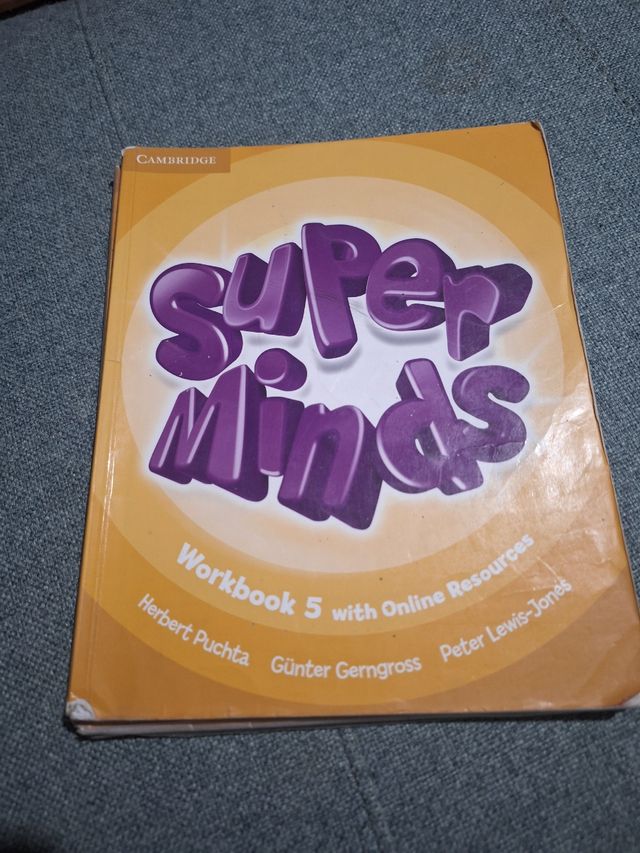 CAMBRIDGE
Super
Minds
Workbook 5 with Online Resources
Herbert Puchta Günter Gerngross Peter Lewis-Jones